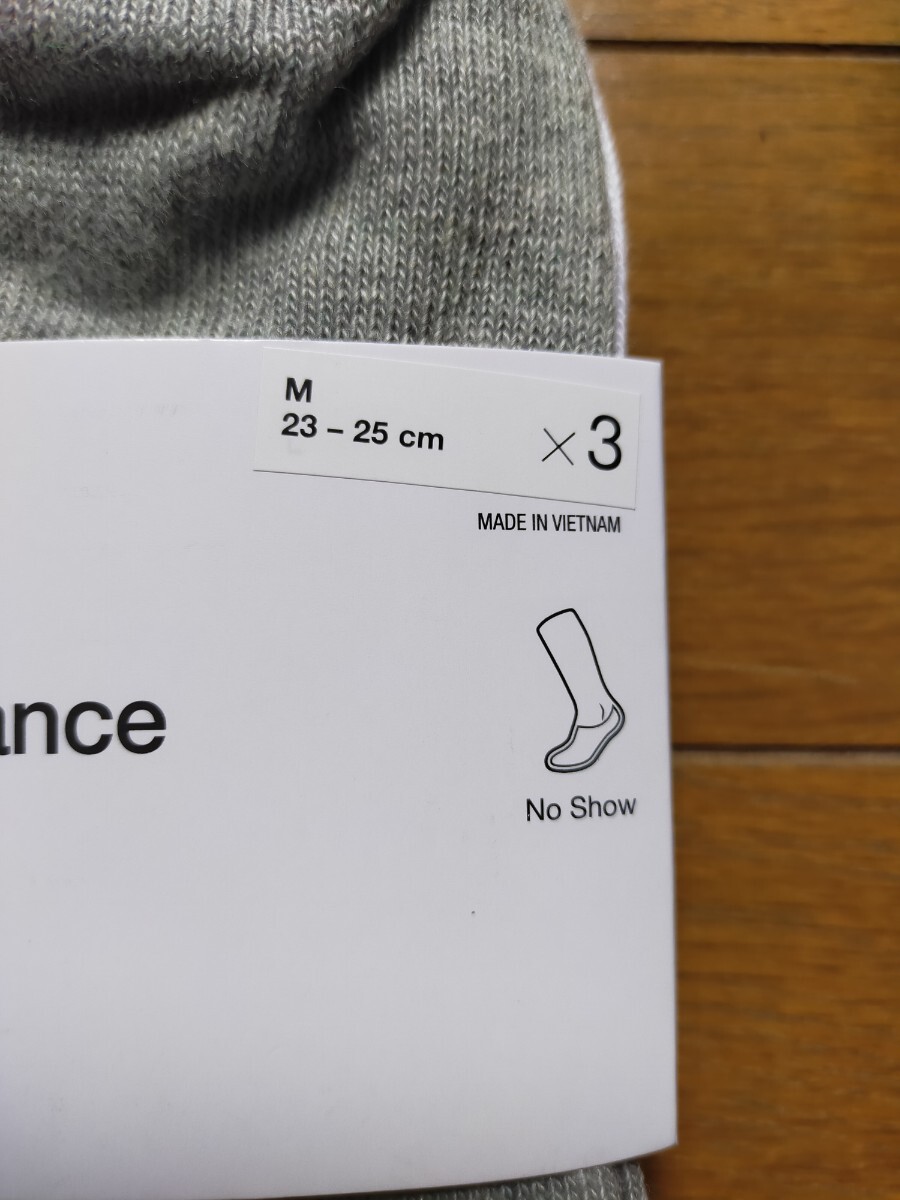 M
23 – 25 cm
×3
MADE IN VIETNAM
ance
No Show